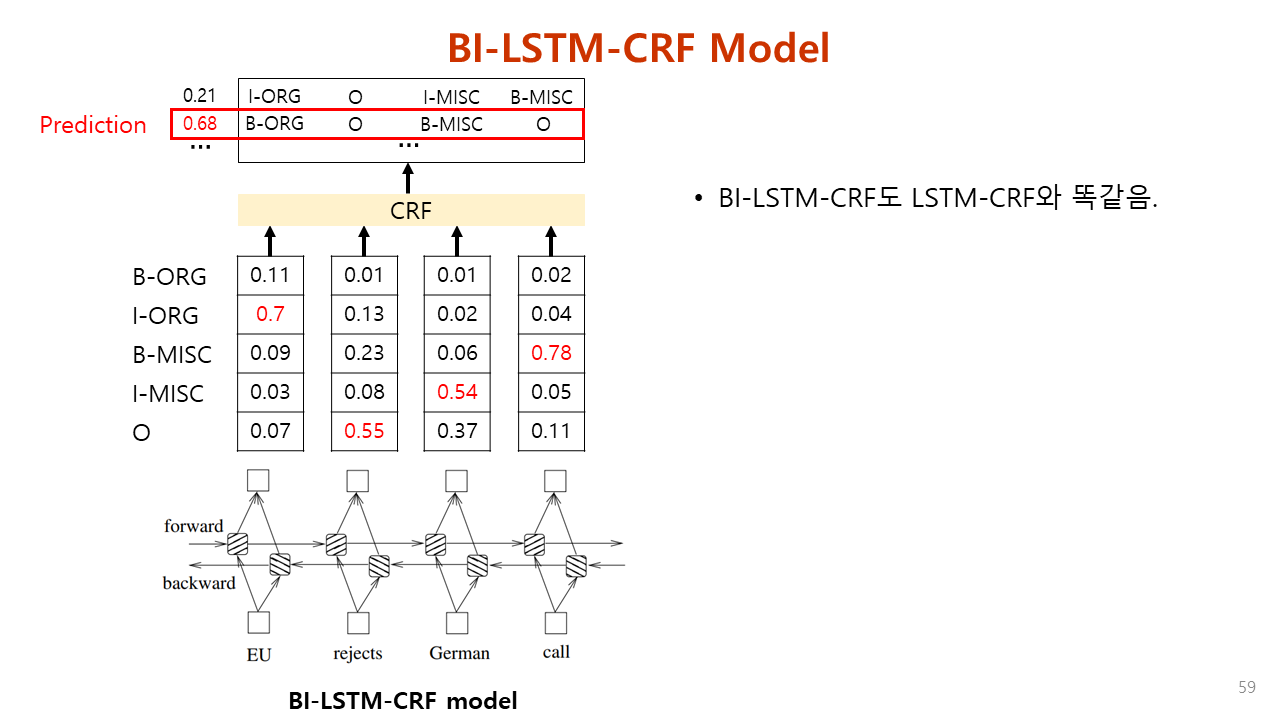 BI-LSTM-CRF Model
0.21 I-ORG O I-MISC B-MISC
Prediction 0.68 B-ORG O B-MISC O
... ...
CRF
• BI-LSTM-CRF도 LSTM-CRF와 똑같음.
B-ORG 0.11 0.01 0.01 0.02
I-ORG 0.7 0.13 0.02 0.04
B-MISC 0.09 0.23 0.06 0.78
I-MISC 0.03 0.08 0.54 0.05
O 0.07 0.55 0.37 0.11
forward
backward
EU rejects German call
BI-LSTM-CRF model
59